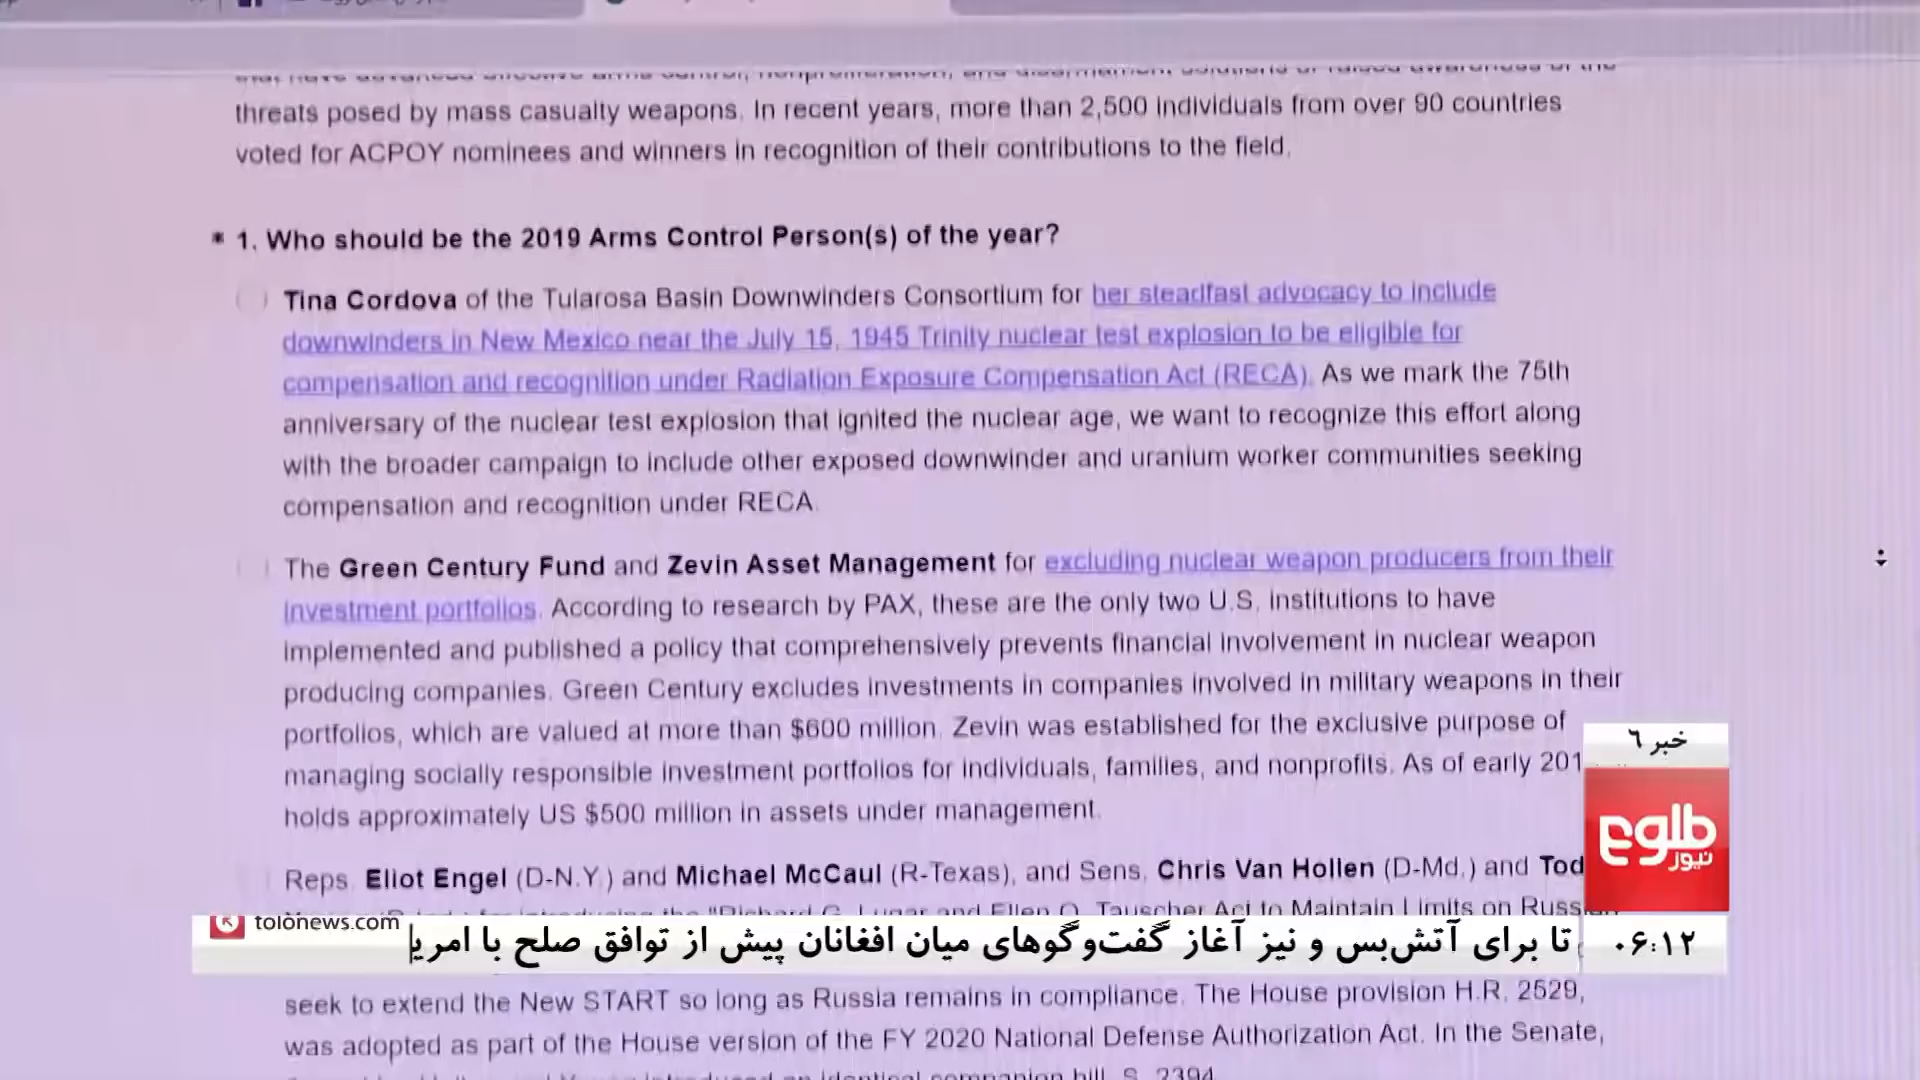 threats posed by mass casualty weapons. In recent years, more than 2,500 individuals from over 90 countries
voted for ACPOY nominees and winners in recognition of their contributions to the field.
* 1. Who should be the 2019 Arms Control Person(s) of the year?
Tina Cordova of the Tularosa Basin Downwinders Consortium for her steadfast advocacy to include
downwinders in New Mexico near the July 15, 1945 Trinity nuclear test explosion to be eligible for
compensation and recognition under Radiation Exposure Compensation Act (RECA). As we mark the 75th
anniversary of the nuclear test explosion that ignited the nuclear age, we want to recognize this effort along
with the broader campaign to include other exposed downwinder and uranium worker communities seeking
compensation and recognition under RECA.
The Green Century Fund and Zevin Asset Management for excluding nuclear weapon producers from their
investment portfolios. According to research by PAX, these are the only two U.S. institutions to have
implemented and published a policy that comprehensively prevents financial involvement in nuclear weapon
producing companies. Green Century excludes investments in companies involved in military weapons in their
portfolios, which are valued at more than $600 million. Zevin was established for the exclusive purpose of
managing socially responsible investment portfolios for individuals, families, and nonprofits. As of early 201
holds approximately US $500 million in assets under management.
Reps. Eliot Engel (D-N.Y.) and Michael McCaul (R-Texas), and Sens. Chris Van Hollen (D-Md.) and Tod
خبر ٦
طلوع
نیوز
tolonews.com
تا برای آتش‌بس و نیز آغاز گفت‌وگوهای میان افغانان پیش از توافق صلح با امری
۰۶:۱۲
seek to extend the New START so long as Russia remains in compliance. The House provision H.R. 2529,
was adopted as part of the House version of the FY 2020 National Defense Authorization Act. In the Senate,